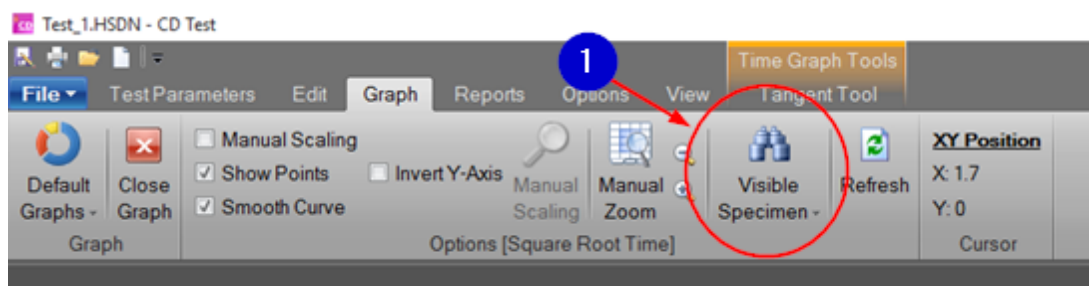 CD Test_1.HSDN - CD Test
1
Time Graph Tools
File Test Parameters Edit Graph Reports Options View Tangent Tool
Default Graphs
Close Graph
Manual Scaling
Show Points
Smooth Curve
Invert Y-Axis
Manual Scaling
Manual Zoom
Visible Specimen
Refresh
XY Position
X: 1.7
Y: 0
Graph
Options [Square Root Time]
Cursor